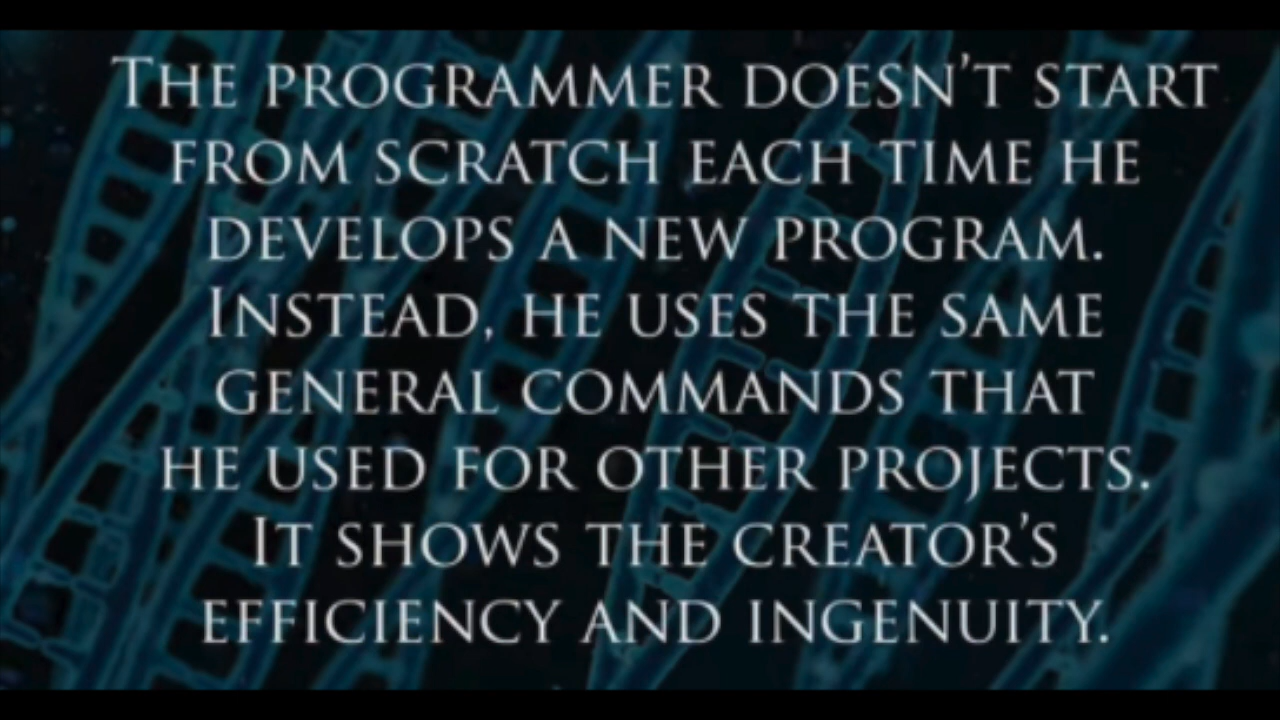 The programmer doesn't start
from scratch each time he
develops a new program.
Instead, he uses the same
general commands that
he used for other projects.
It shows the creator's
efficiency and ingenuity.